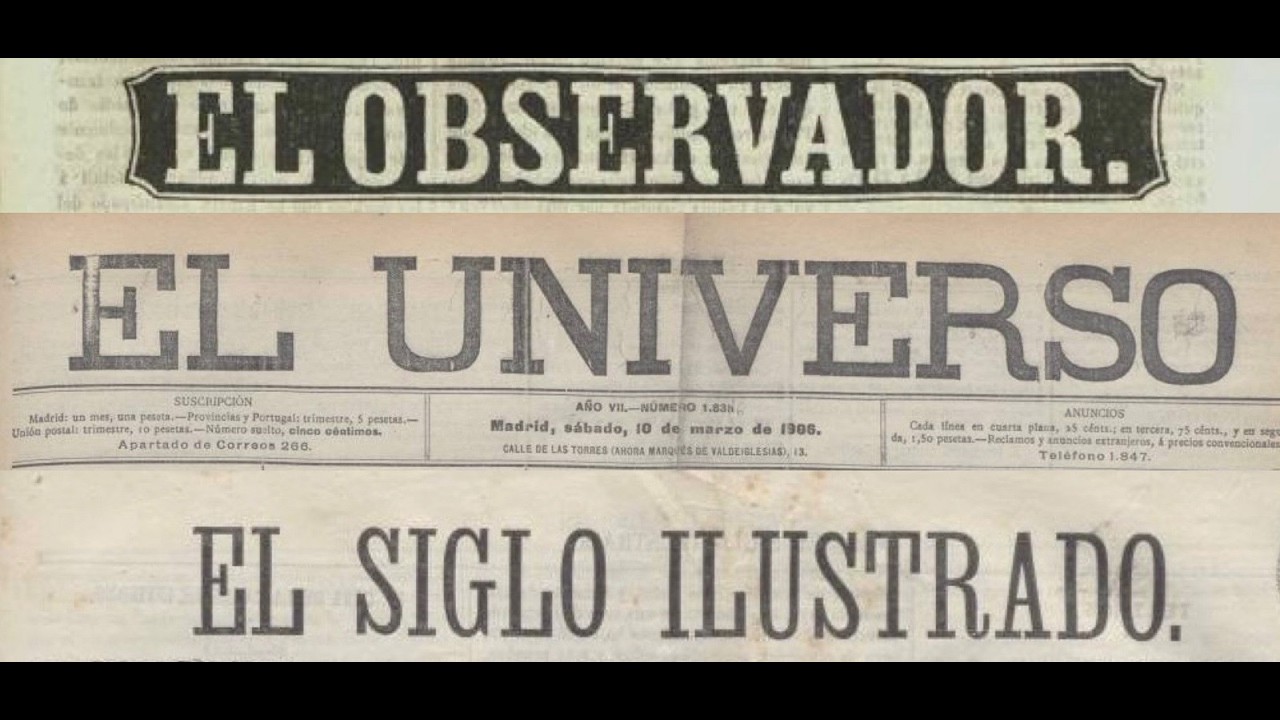 EL OBSERVADOR.
EL UNIVERSO
SUSCRIPCIÓN
Madrid: un mes, una peseta.—Provincias y Portugal: trimestre, 5 pesetas.—
Unión postal: trimestre, 10 pesetas.—Número suelto, cinco céntimos.
Apartado de Correos 266.
AÑO VII.—NÚMERO 1.835
Madrid, sábado, 10 de marzo de 1906.
CALLE DE LAS TORRES (AHORA MARQUÉS DE VALDEIGLESIAS), 13.
ANUNCIOS
Cada línea en cuarta plana, 25 cénts.; en tercera, 75 cénts., y en segu
da, 1,50 pesetas.—Reclamos y anuncios extranjeros, á precios convencionales
Teléfono 1.847.
EL SIGLO ILUSTRADO.